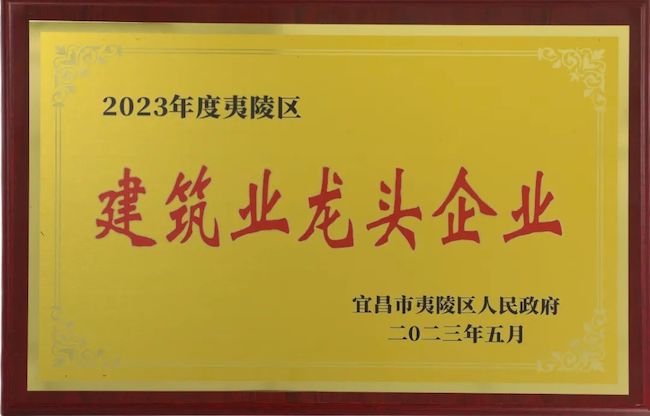 2023年度夷陵区
建筑业龙头企业
宜昌市夷陵区人民政府
二0二三年五月